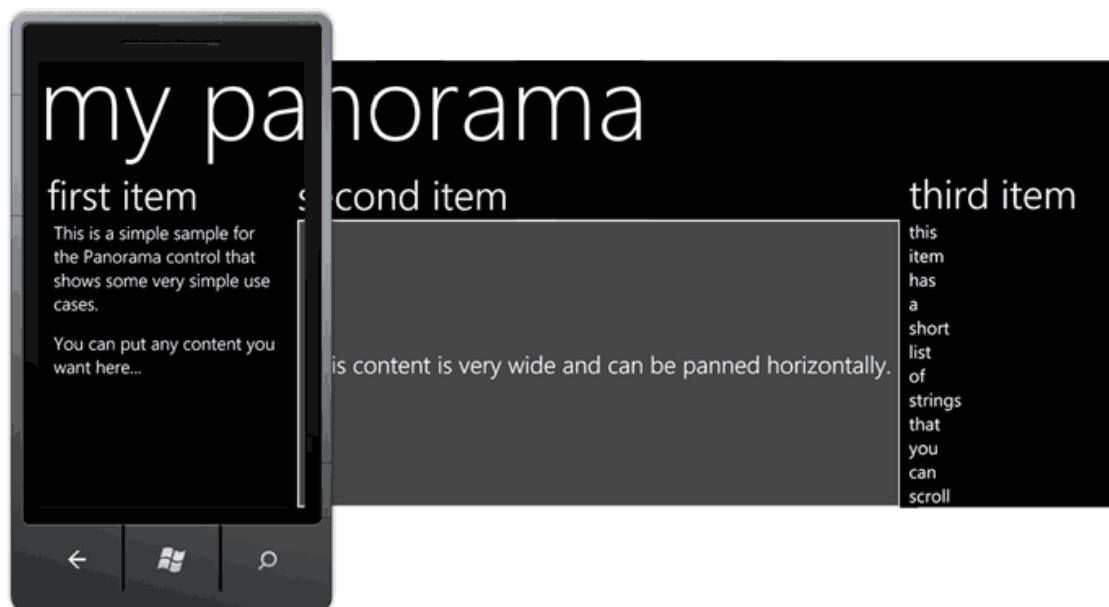 my panorama
first item
This is a simple sample for
the Panorama control that
shows some very simple use
cases.
You can put any content you
want here...
second item
is content is very wide and can be panned horizontally.
third item
this
item
has
a
short
list
of
strings
that
you
can
scroll